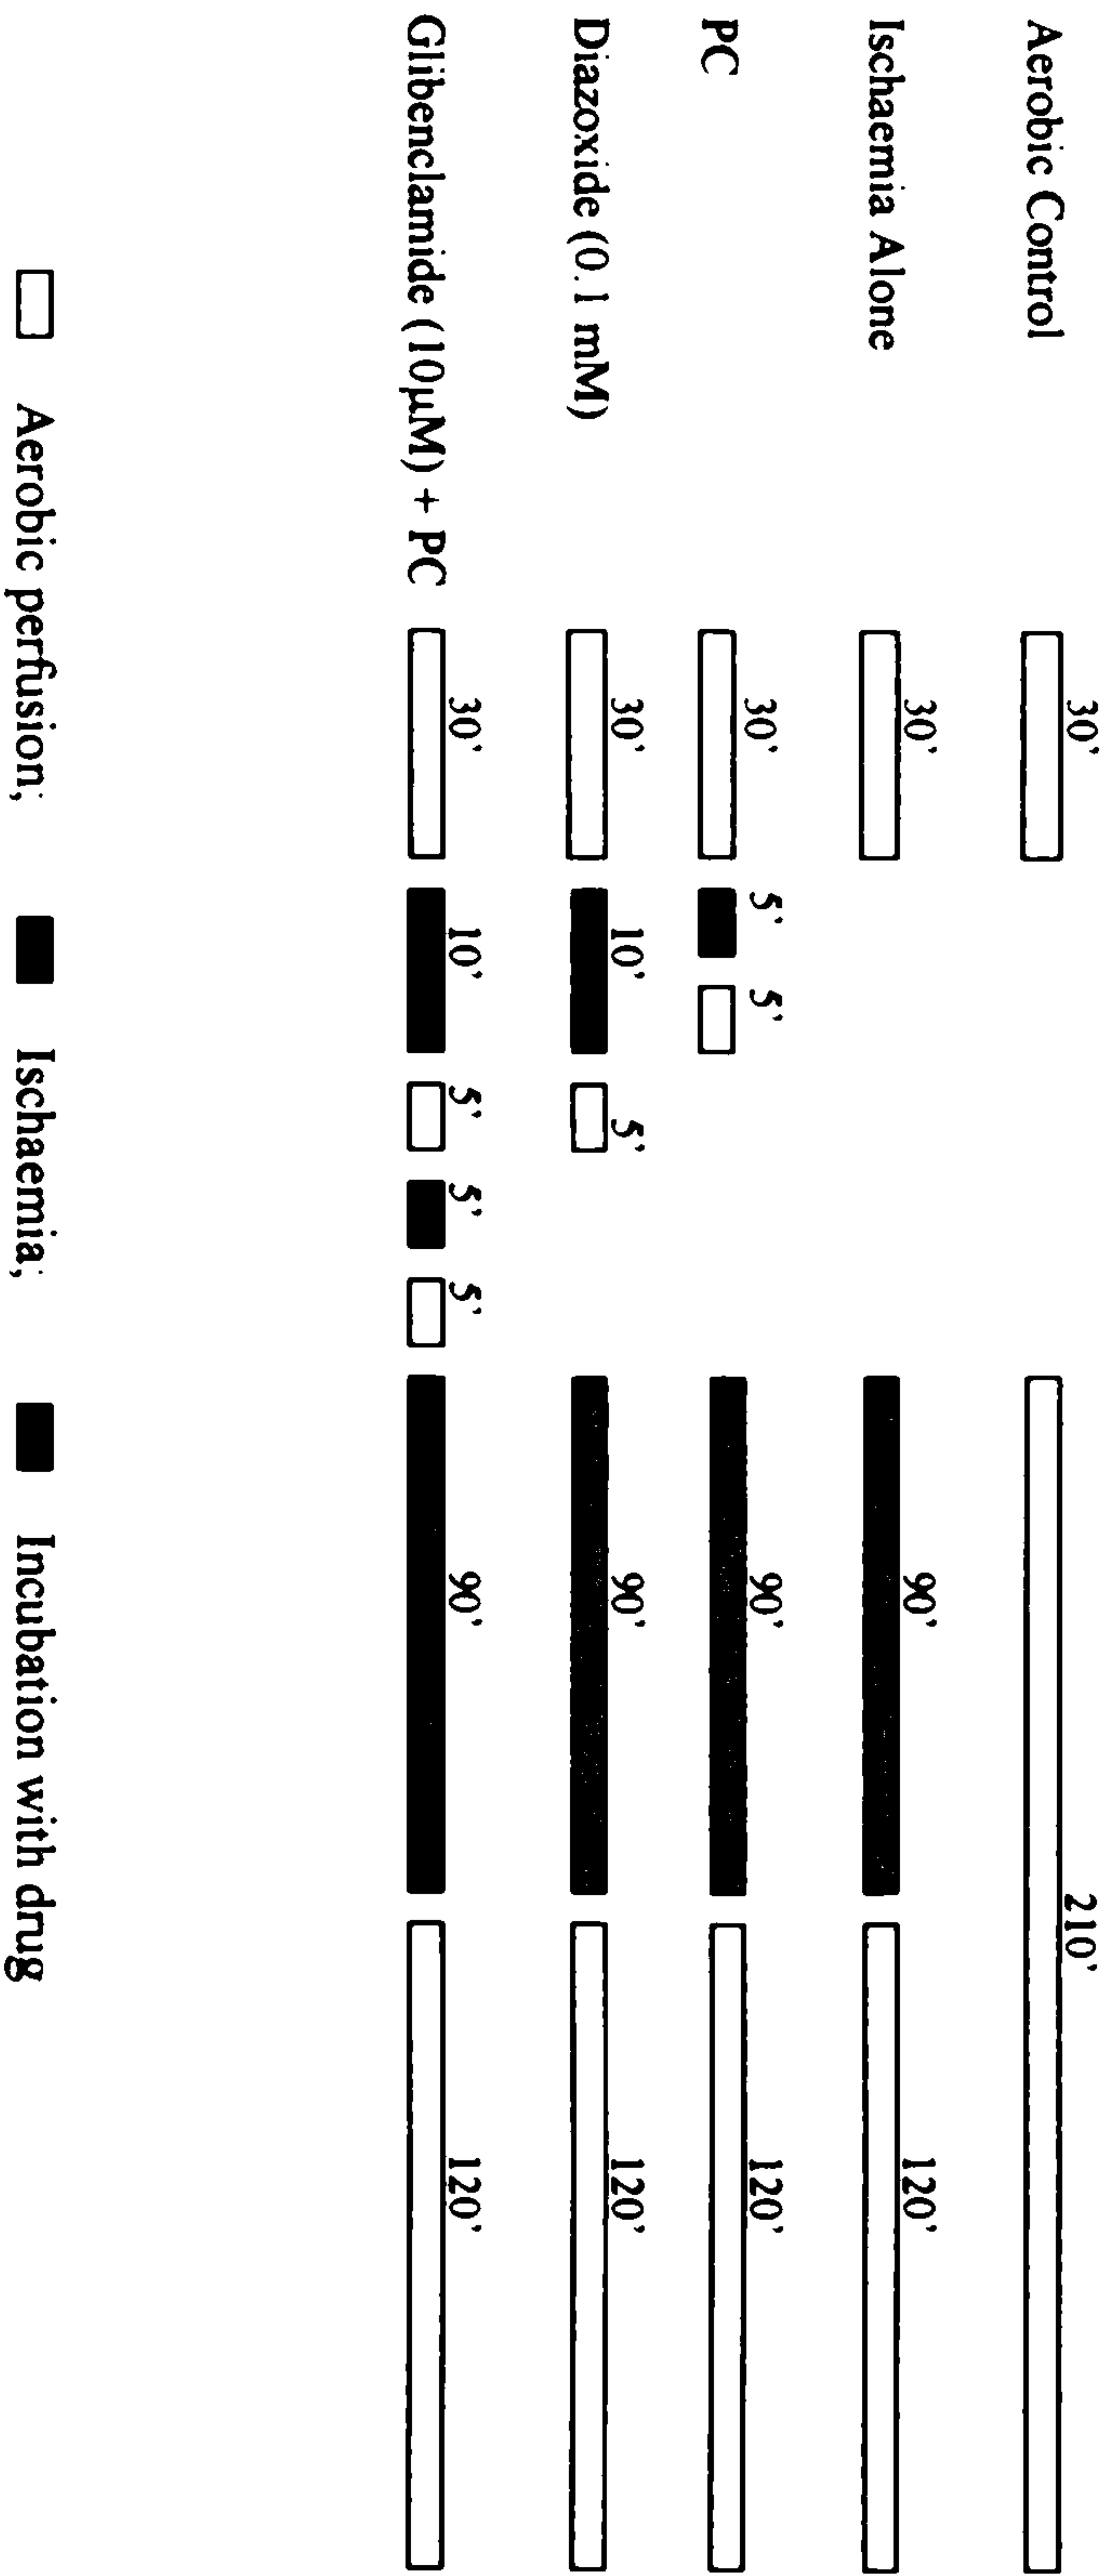 30' 210'
Aerobic Control
30' 90' 120'
Ischaemia Alone
30' 5' 5' 90' 120'
PC
30' 10' 5' 90' 120'
Diazoxide (0.1 mM)
30' 10' 5' 5' 5' 90' 120'
Glibenclamide (10µM) + PC
Aerobic perfusion; Ischaemia; Incubation with drug